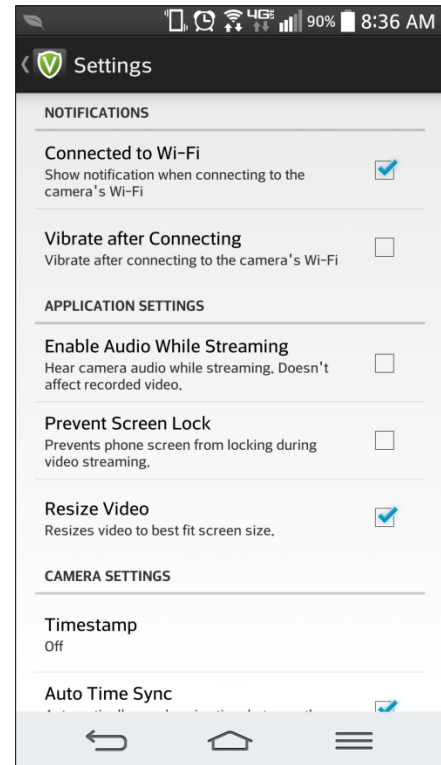 4G 90% 8:36 AM
Settings
NOTIFICATIONS
Connected to Wi-Fi
Show notification when connecting to the
camera's Wi-Fi
Vibrate after Connecting
Vibrate after connecting to the camera's Wi-Fi
APPLICATION SETTINGS
Enable Audio While Streaming
Hear camera audio while streaming. Doesn't
affect recorded video.
Prevent Screen Lock
Prevents phone screen from locking during
video streaming.
Resize Video
Resizes video to best fit screen size.
CAMERA SETTINGS
Timestamp
Off
Auto Time Sync